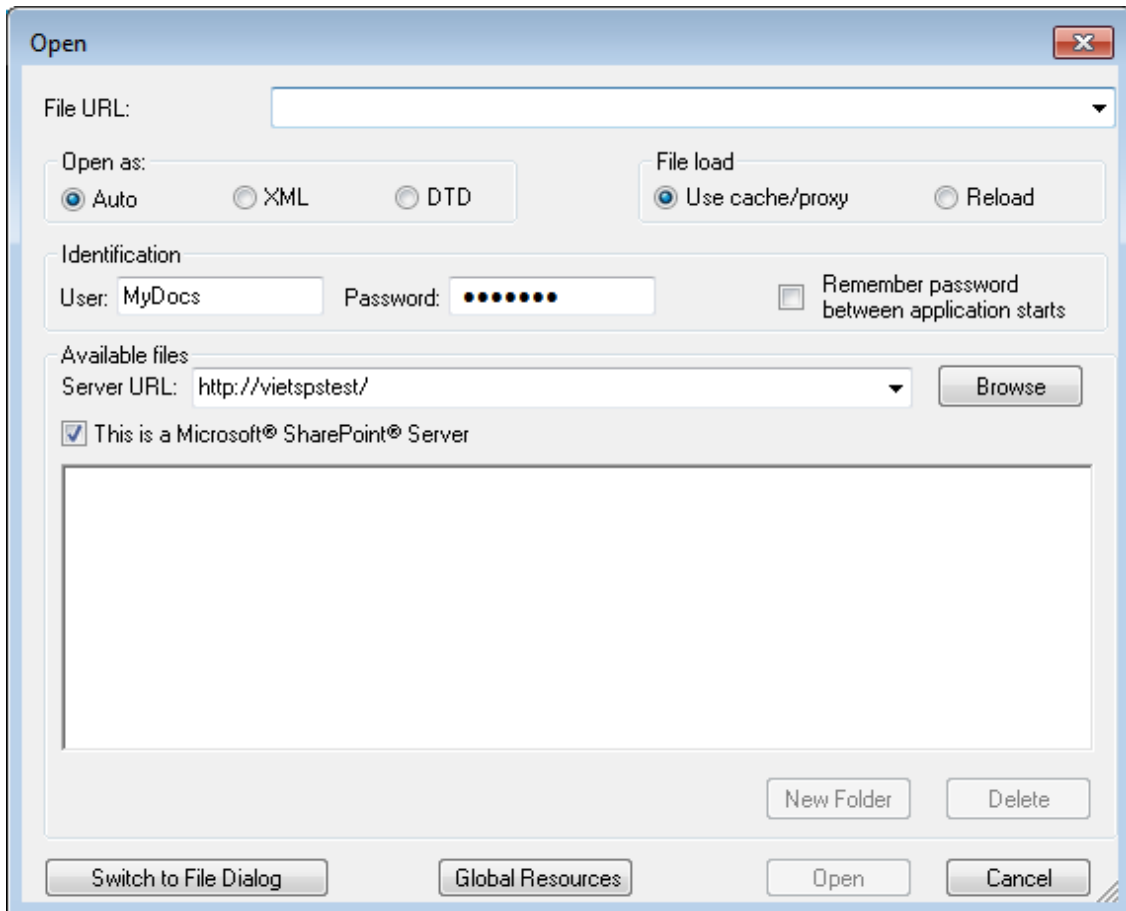 Open
File URL:
Open as:
File load
Auto XML DTD
Use cache/proxy Reload
Identification
User: MyDocs Password: ●●●●●●●
Remember password
between application starts
Available files
Server URL: http://vietspstest/ Browse
This is a Microsoft® SharePoint® Server
New Folder Delete
Switch to File Dialog Global Resources Open Cancel